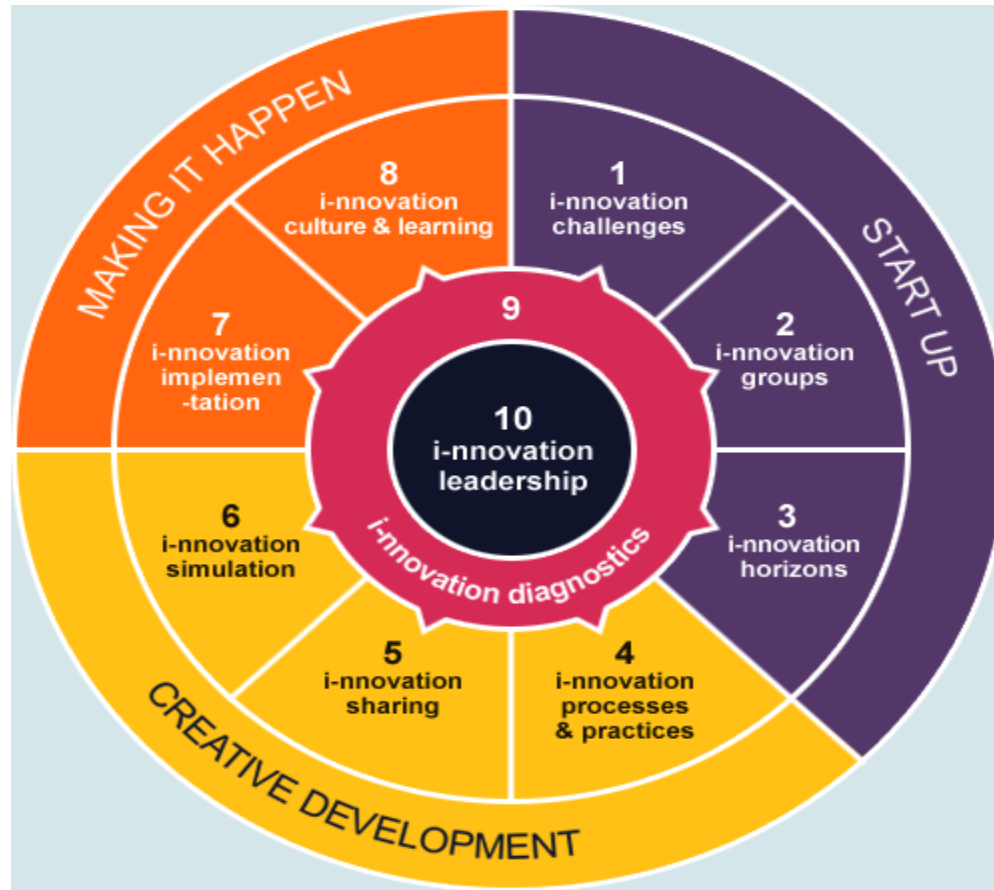 MAKING IT HAPPEN
START UP
CREATIVE DEVELOPMENT
1
i-nnovation
challenges
2
i-nnovation
groups
3
i-nnovation
horizons
4
i-nnovation
processes
& practices
5
i-nnovation
sharing
6
i-nnovation
simulation
7
i-nnovation
implemen
-tation
8
i-nnovation
culture & learning
9
i-nnovation diagnostics
10
i-nnovation
leadership